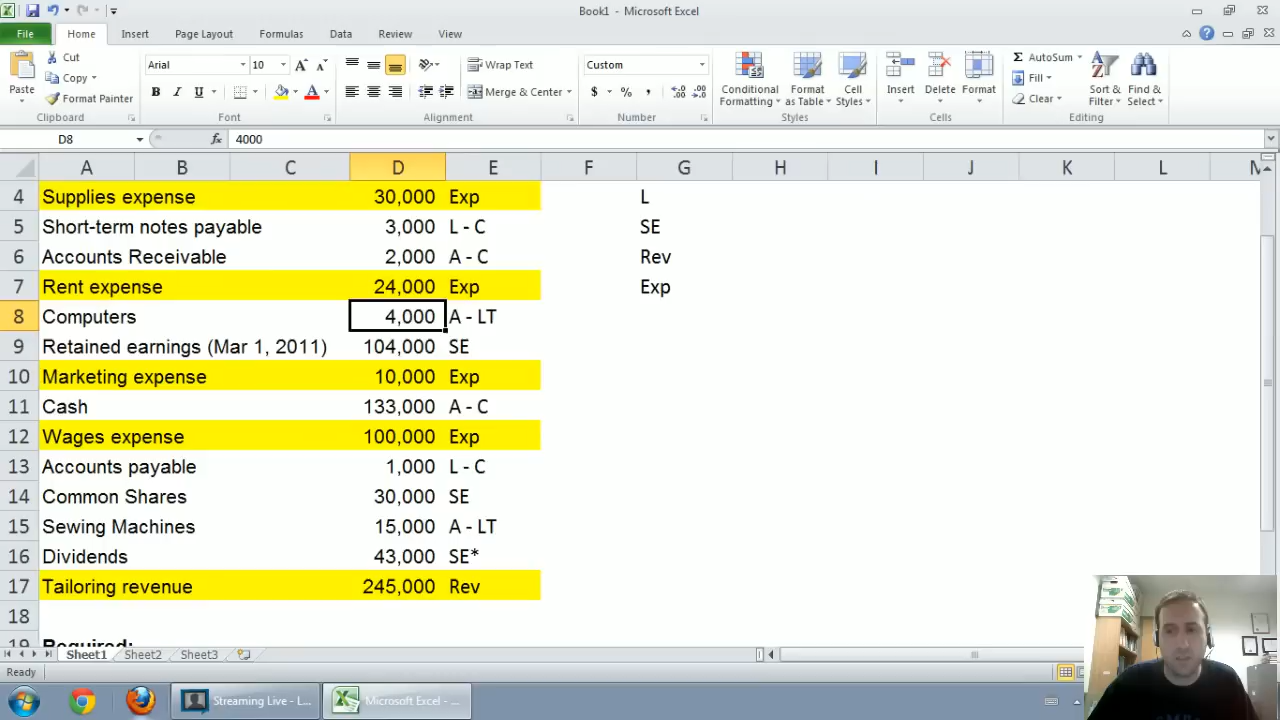 Book1 - Microsoft Excel
File Home Insert Page Layout Formulas Data Review View
Paste Cut Copy Format Painter Clipboard
Arial 10 B I U A A A Font
Wrap Text Merge & Center Alignment
Custom $ % , .0 .00 .00 .0 Number
Conditional Formatting Format as Table Cell Styles Styles
Insert Delete Format Cells
Σ AutoSum Fill Clear Sort & Filter Find & Select Editing
D8 fx 4000
A B C D E F G H I J K L M
4 Supplies expense 30,000 Exp L
5 Short-term notes payable 3,000 L - C SE
6 Accounts Receivable 2,000 A - C Rev
7 Rent expense 24,000 Exp Exp
8 Computers 4,000 A - LT
9 Retained earnings (Mar 1, 2011) 104,000 SE
10 Marketing expense 10,000 Exp
11 Cash 133,000 A - C
12 Wages expense 100,000 Exp
13 Accounts payable 1,000 L - C
14 Common Shares 30,000 SE
15 Sewing Machines 15,000 A - LT
16 Dividends 43,000 SE*
17 Tailoring revenue 245,000 Rev
18
19 Required:
Sheet1 Sheet2 Sheet3
Ready
Streaming Live - L... Microsoft Excel - ...